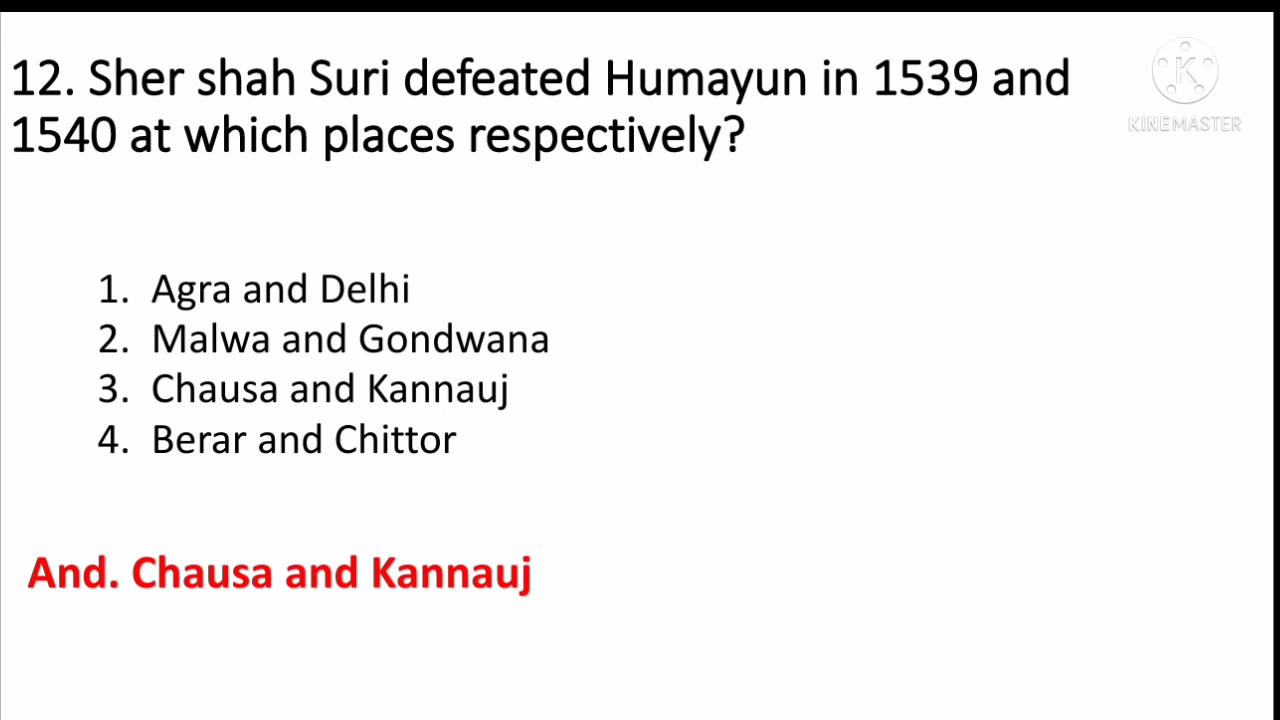 12. Sher shah Suri defeated Humayun in 1539 and
1540 at which places respectively?
K
KINEMASTER
1. Agra and Delhi
2. Malwa and Gondwana
3. Chausa and Kannauj
4. Berar and Chittor
And. Chausa and Kannauj